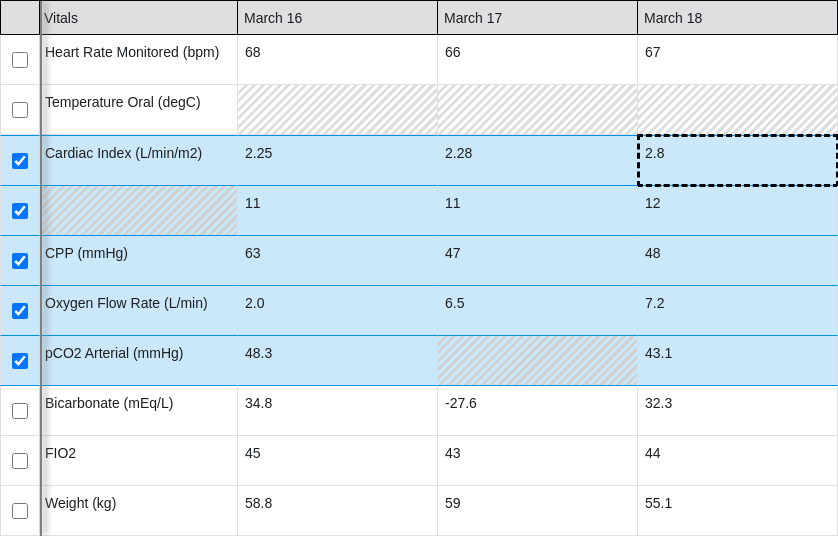 Vitals March 16 March 17 March 18
Heart Rate Monitored (bpm) 68 66 67
Temperature Oral (degC)
Cardiac Index (L/min/m2) 2.25 2.28 2.8
11 11 12
CPP (mmHg) 63 47 48
Oxygen Flow Rate (L/min) 2.0 6.5 7.2
pCO2 Arterial (mmHg) 48.3 43.1
Bicarbonate (mEq/L) 34.8 -27.6 32.3
FIO2 45 43 44
Weight (kg) 58.8 59 55.1